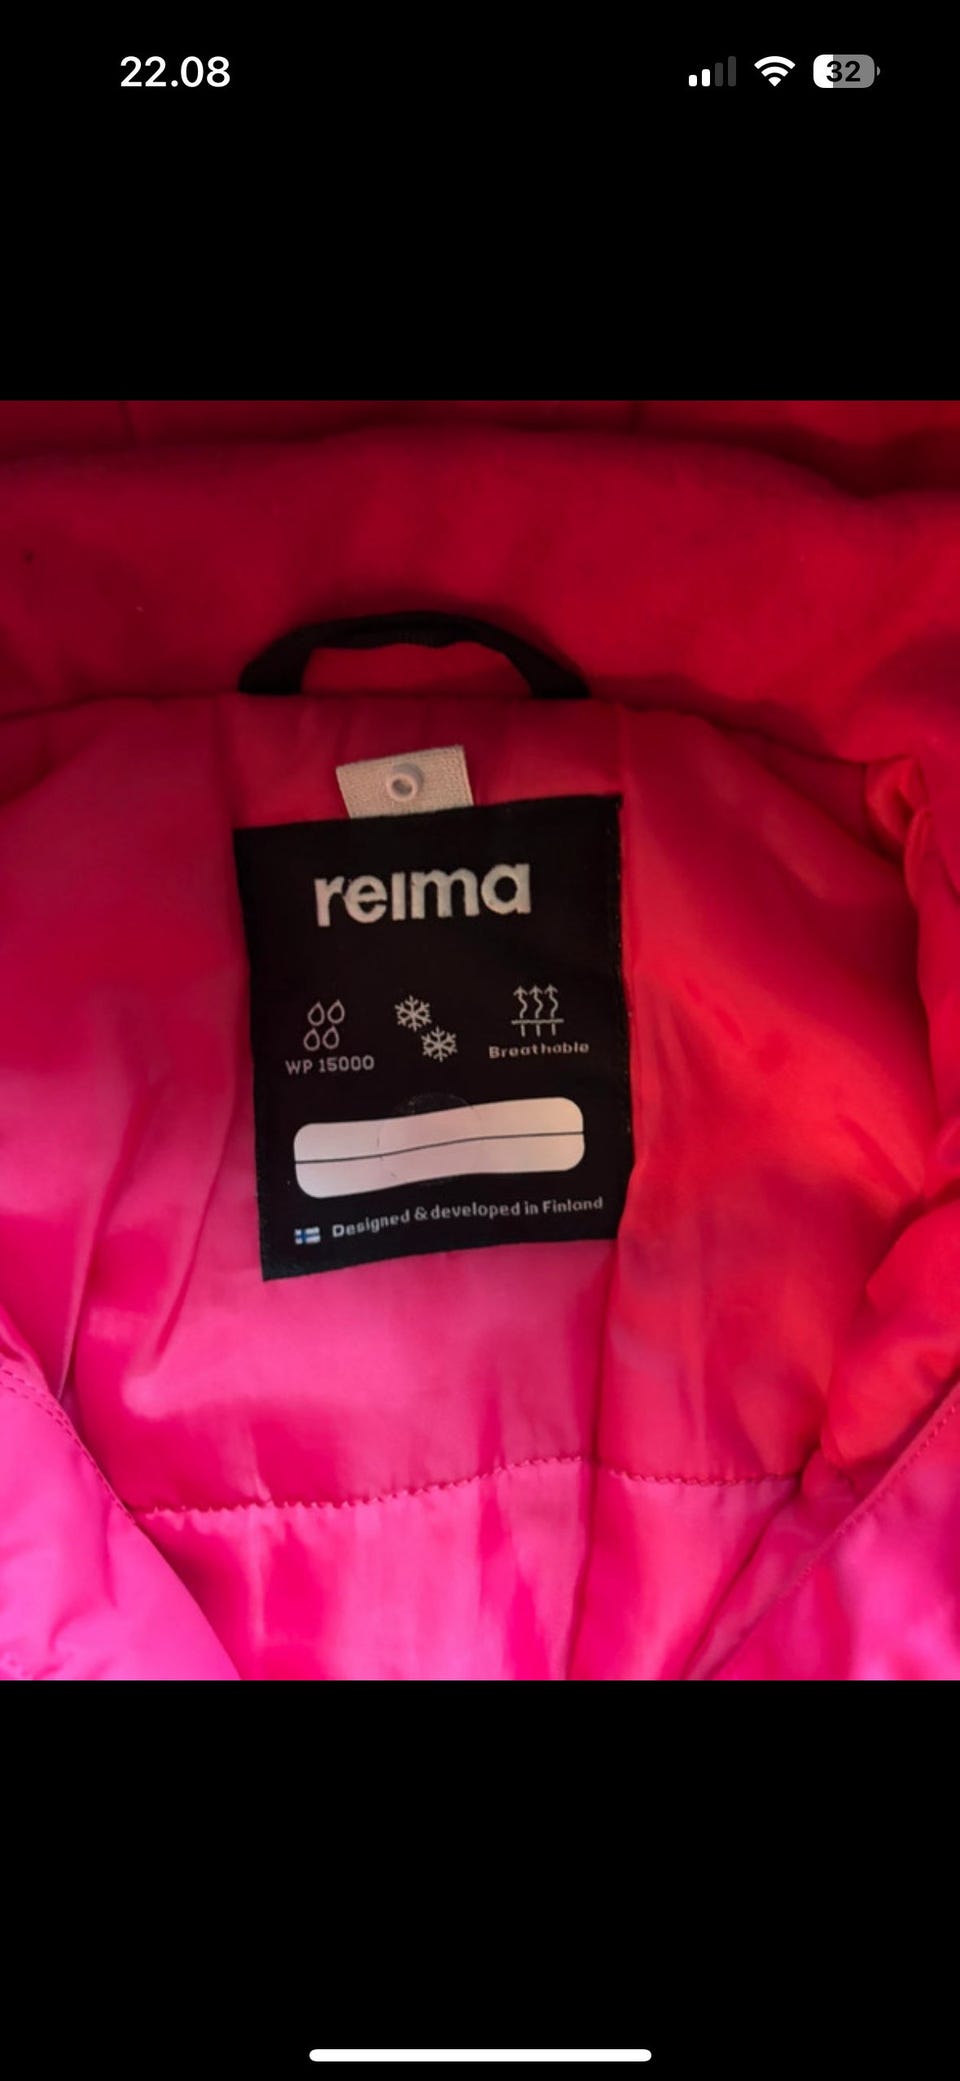 22.08
32
reima
WP 15000
Breathable
Designed & developed in Finland